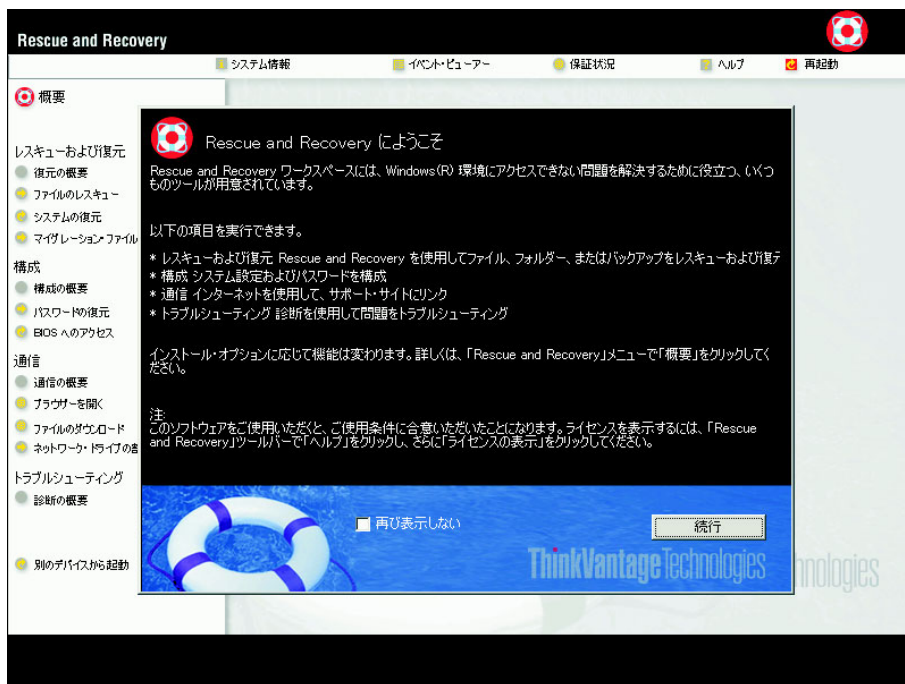 Rescue and Recovery
システム情報
イベント・ビューアー
保証状況
ヘルプ
再起動
概要
レスキューおよび復元
復元の概要
ファイルのレスキュー
システムの復元
マイグレーション・ファイル
構成
構成の概要
パスワードの復元
BIOS へのアクセス
通信
通信の概要
ブラウザーを開く
ファイルのダウンロード
ネットワーク・ドライブの
トラブルシューティング
診断の概要
別のデバイスから起動
Rescue and Recovery にようこそ
Rescue and Recovery ワークスペースには、Windows(R) 環境にアクセスできない問題を解決するために役立つ、いくつ
ものツールが用意されています。
以下の項目を実行できます。
* レスキューおよび復元 Rescue and Recovery を使用してファイル、フォルダー、またはバックアップをレスキューおよび復
* 構成 システム設定およびパスワードを構成
* 通信 インターネットを使用して、サポート・サイトにリンク
* トラブルシューティング 診断を使用して問題をトラブルシューティング
インストール・オプションに応じて機能は変わります。詳しくは、「Rescue and Recovery」メニューで「概要」をクリックしてく
ださい。
注:
このソフトウェアをご使用いただくと、ご使用条件に合意いただいたことになります。ライセンスを表示するには、「Rescue
and Recovery」ツールバーで「ヘルプ」をクリックし、さらに「ライセンスの表示」をクリックしてください。
再び表示しない
続行
ThinkVantage Technologies
hnologies